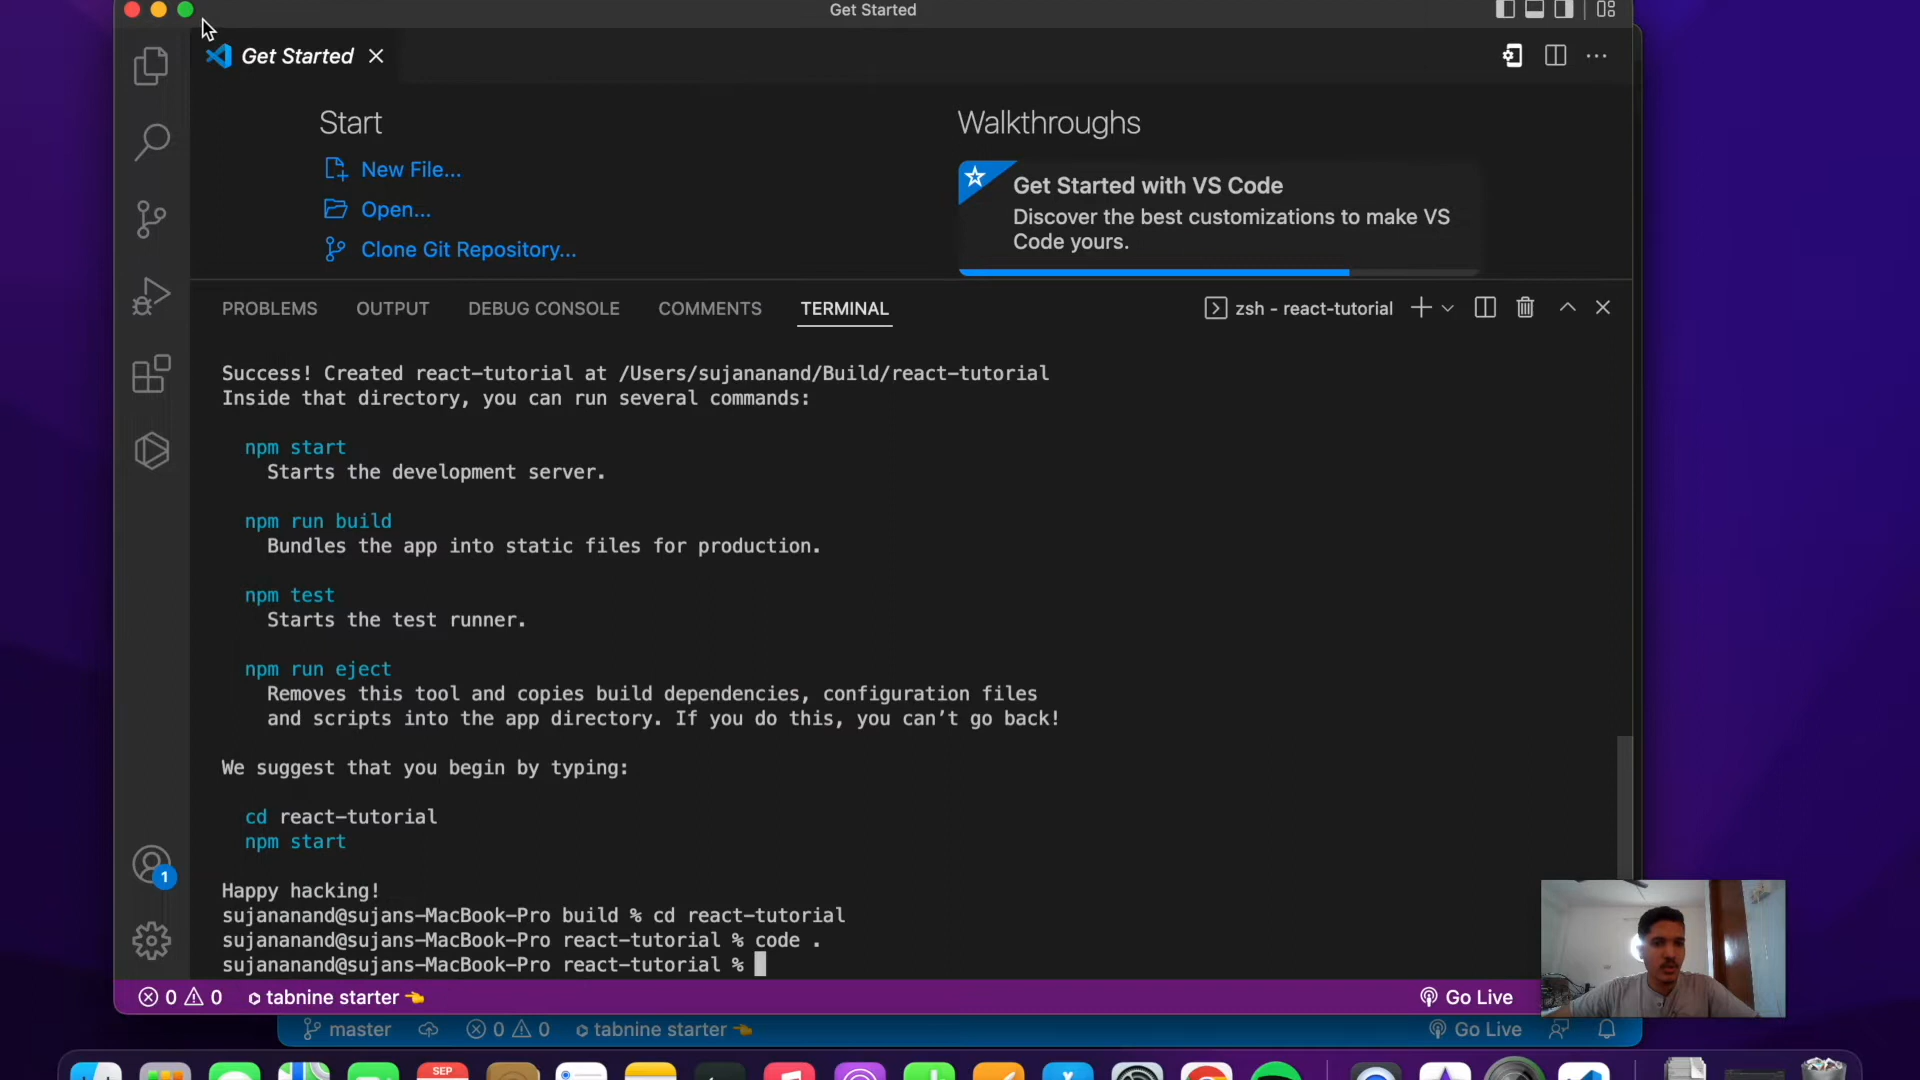 Get Started
Get Started
Start
New File...
Open...
Clone Git Repository...
Walkthroughs
Get Started with VS Code
Discover the best customizations to make VS
Code yours.
PROBLEMS OUTPUT DEBUG CONSOLE COMMENTS TERMINAL
zsh - react-tutorial
Success! Created react-tutorial at /Users/sujananand/Build/react-tutorial
Inside that directory, you can run several commands:
npm start
Starts the development server.
npm run build
Bundles the app into static files for production.
npm test
Starts the test runner.
npm run eject
Removes this tool and copies build dependencies, configuration files
and scripts into the app directory. If you do this, you can’t go back!
We suggest that you begin by typing:
cd react-tutorial
npm start
Happy hacking!
sujananand@sujans-MacBook-Pro build % cd react-tutorial
sujananand@sujans-MacBook-Pro react-tutorial % code .
sujananand@sujans-MacBook-Pro react-tutorial %
1
0 0 tabnine starter Go Live
master 0 0 tabnine starter Go Live
SEP